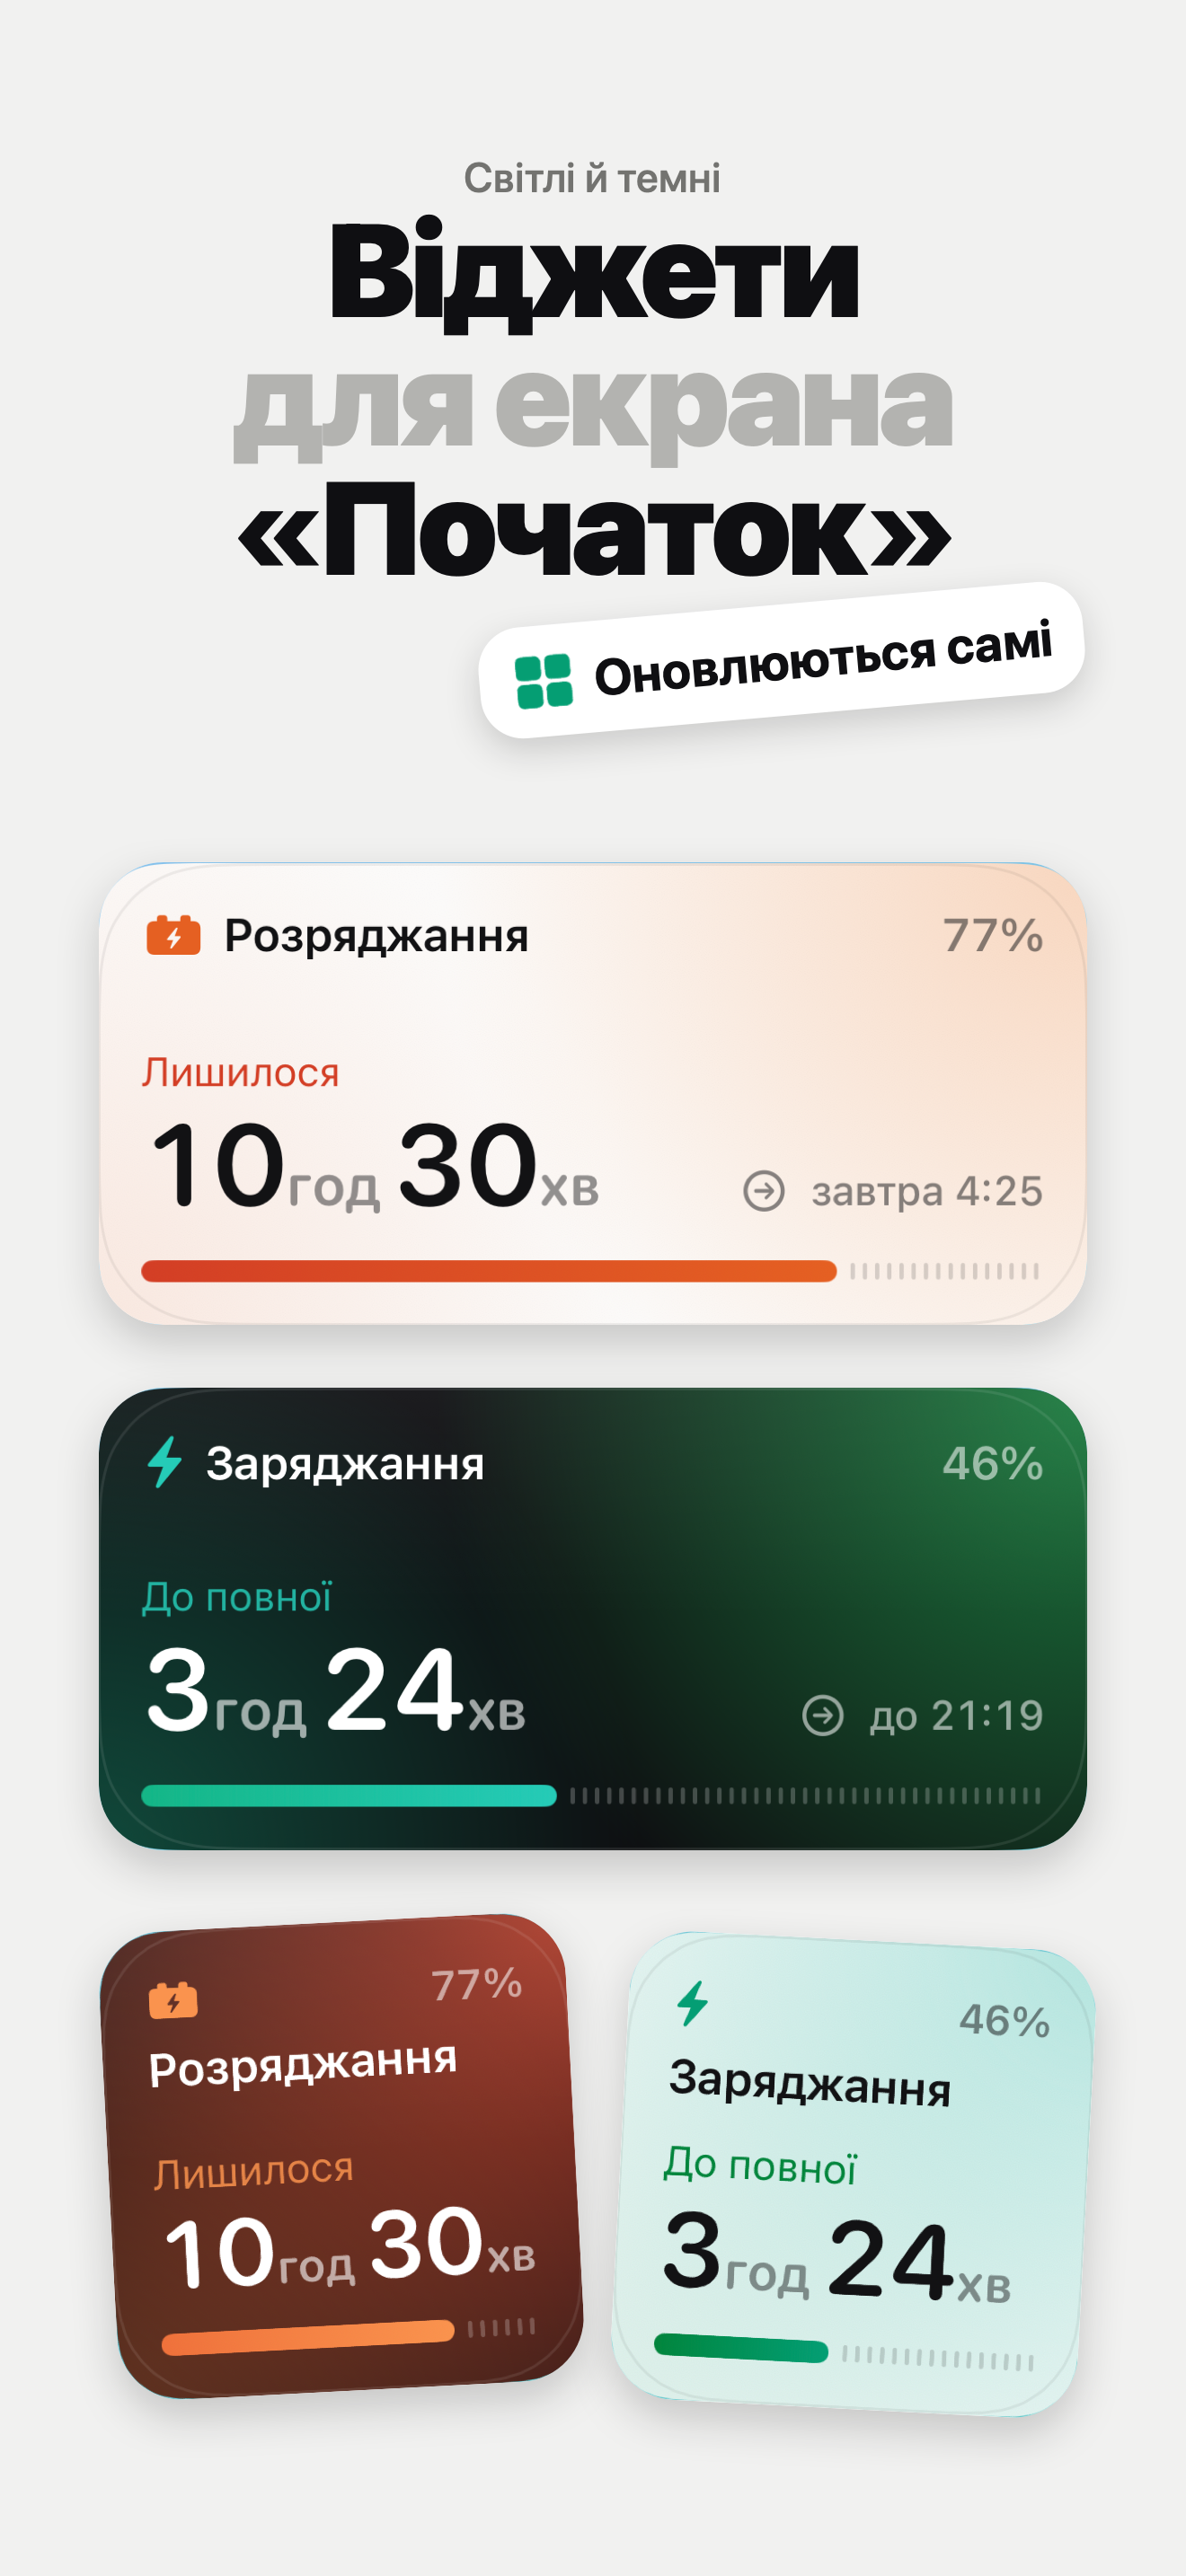 Світлі й темні
Віджети
для екрана
«Початок»
Оновлюються самі
Розряджання 77%
Лишилося
10год 30хв завтра 4:25
Заряджання 46%
До повної
3год 24хв до 21:19
77%
Розряджання
Лишилося
10год 30хв
46%
Заряджання
До повної
3год 24хв